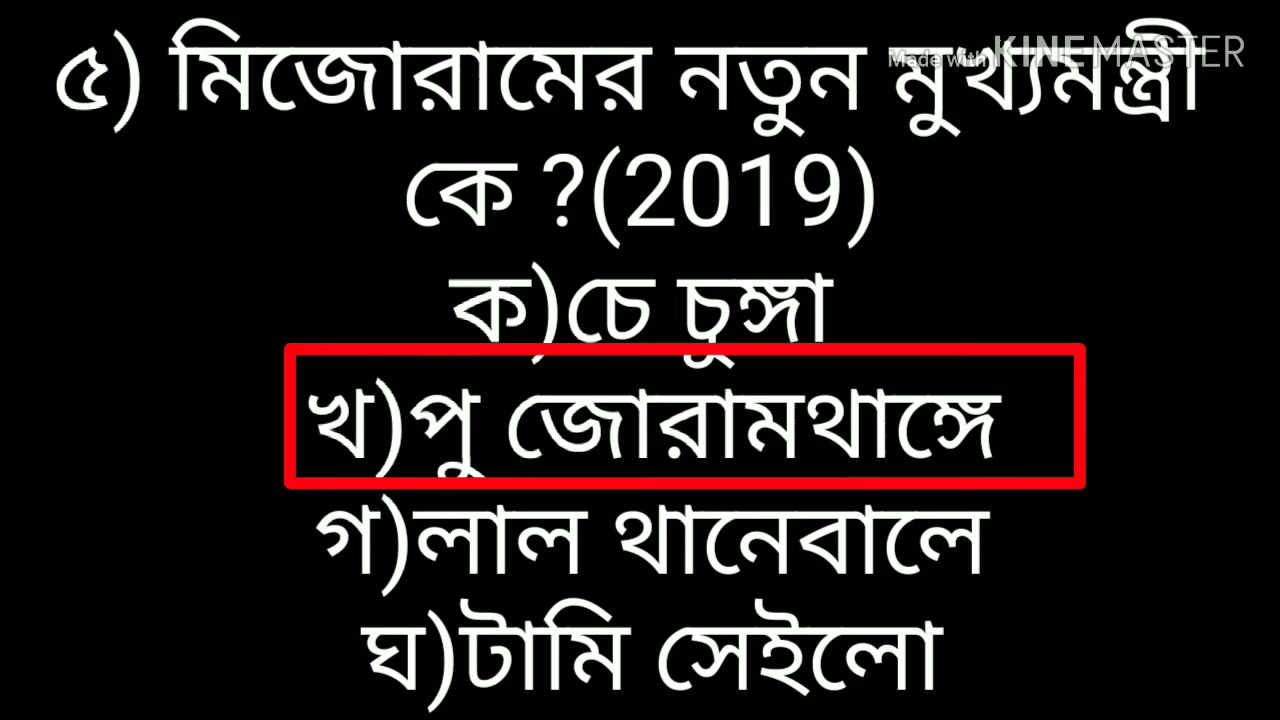 Made with KINEMASTER
৫) মিজোরামের নতুন মুখ্যমন্ত্রী
কে ?(2019)
ক)চে চুঙ্গা
খ)পু জোরামথাঙ্গে
গ)লাল থানেবালে
ঘ)টামি সেইলো